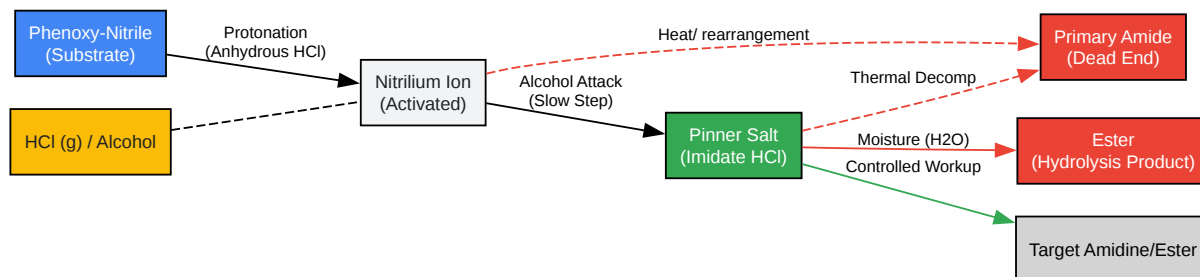 Phenoxy-Nitrile
(Substrate)
Protonation
(Anhydrous HCl)
HCl (g) / Alcohol
Nitrilium Ion
(Activated)
Heat/ rearrangement
Alcohol Attack
(Slow Step)
Thermal Decomp
Primary Amide
(Dead End)
Pinner Salt
(Imidate HCl)
Moisture (H2O)
Controlled Workup
Ester
(Hydrolysis Product)
Target Amidine/Ester